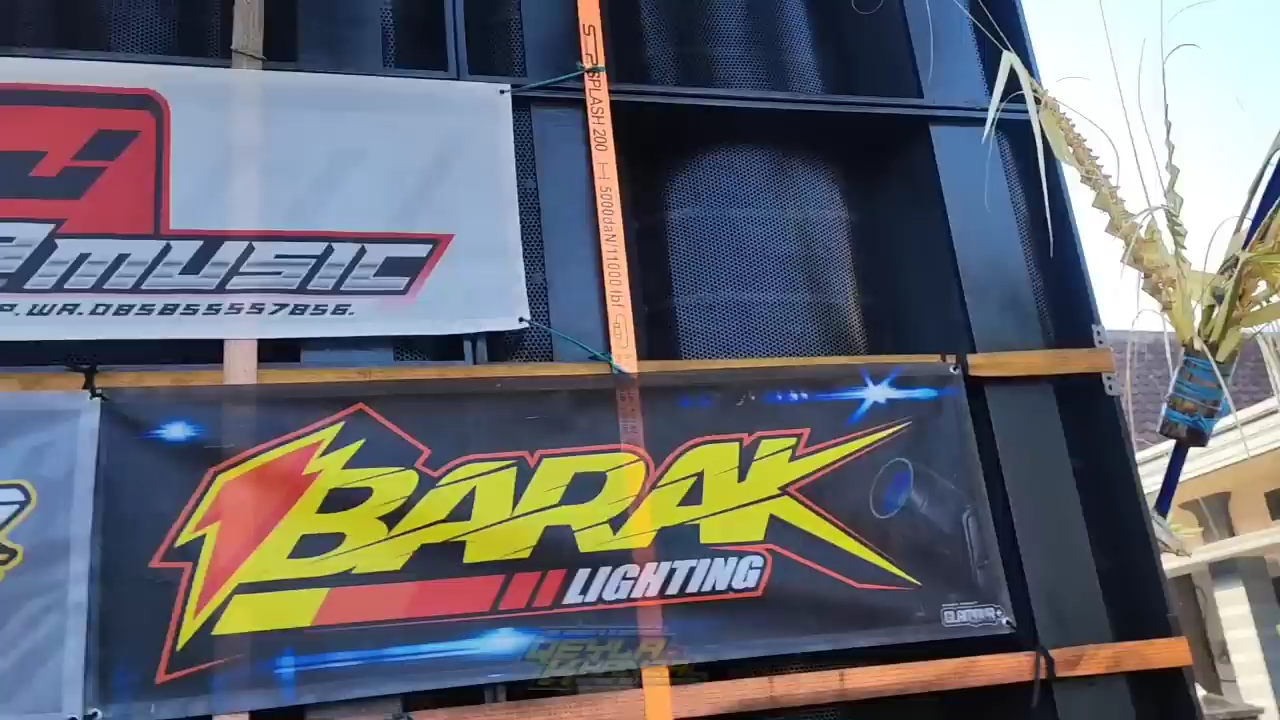 SPLASH 200 5000daN/11000 lbf
MUSIC
P.WA.085855557856.
BARAK
LIGHTING